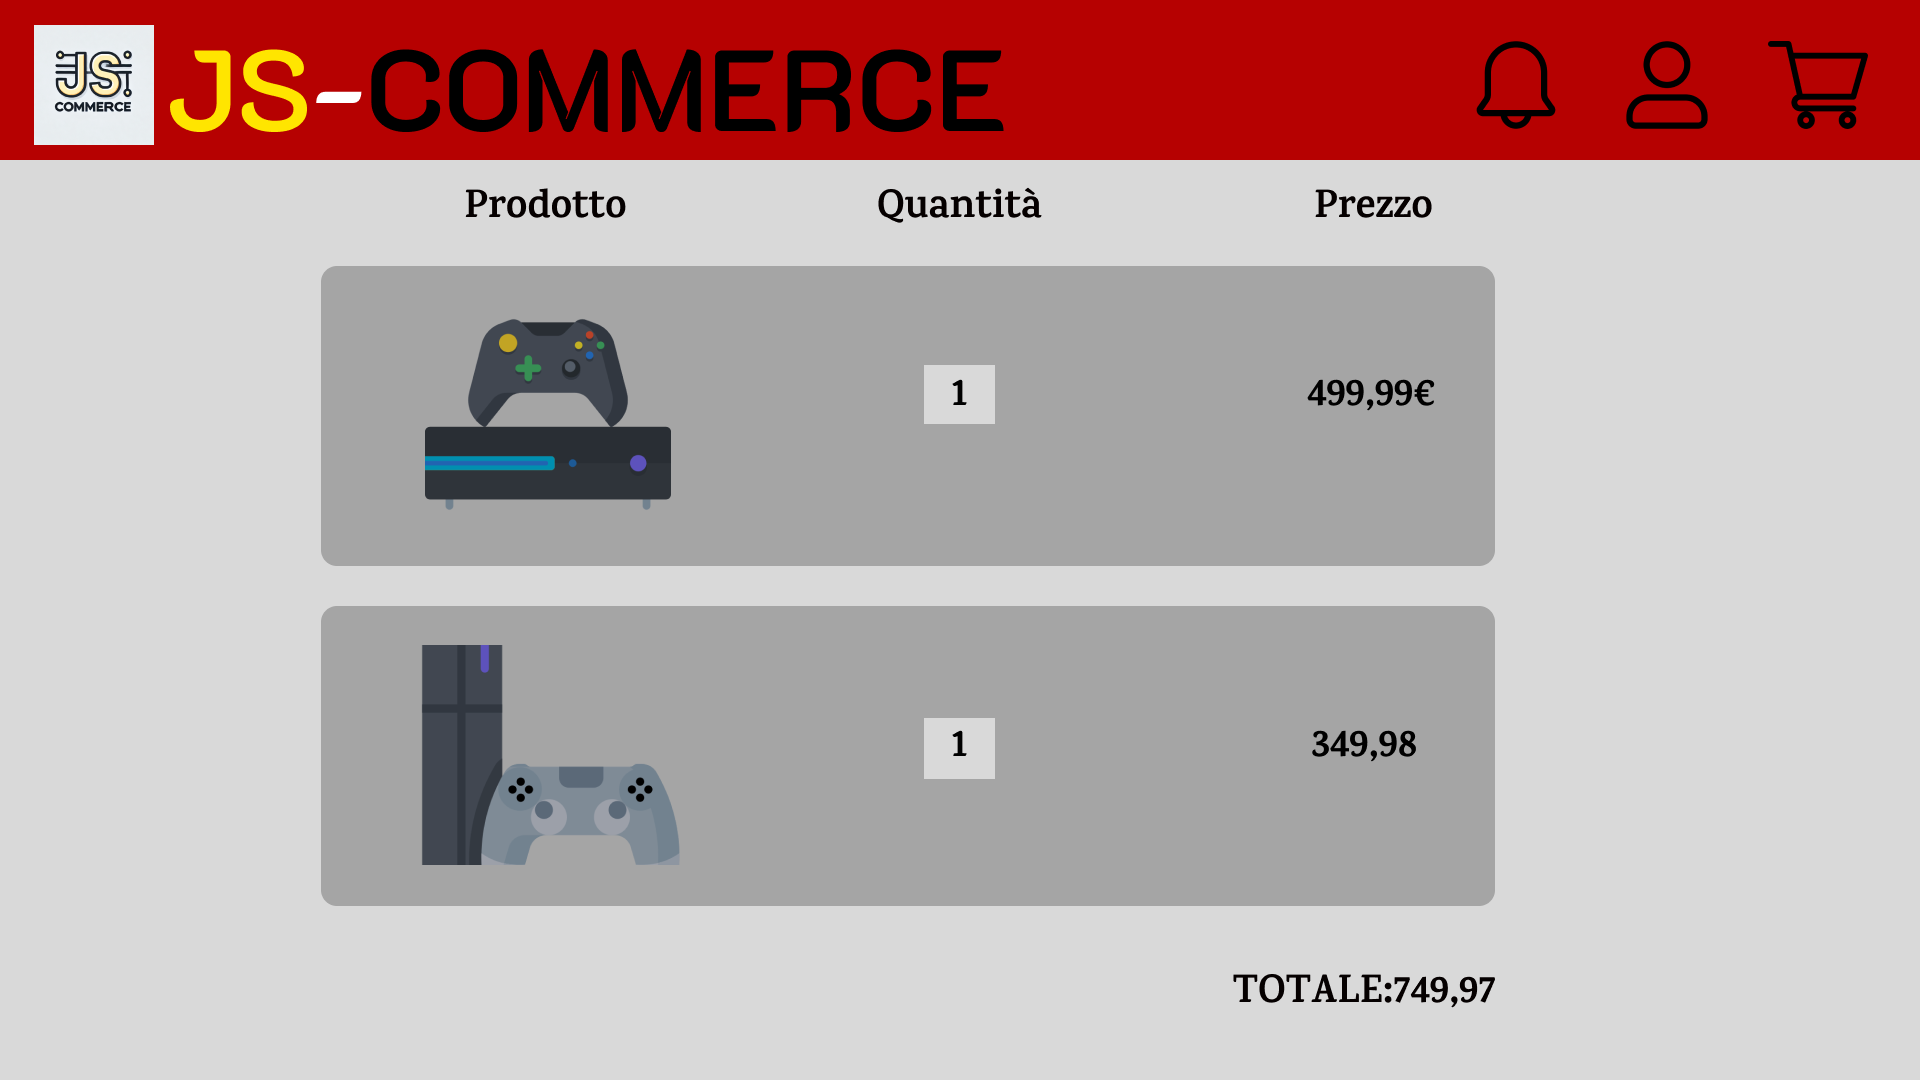 JS
COMMERCE
JS-COMMERCE
Prodotto Quantità Prezzo
1 499,99€
1 349,98
TOTALE:749,97